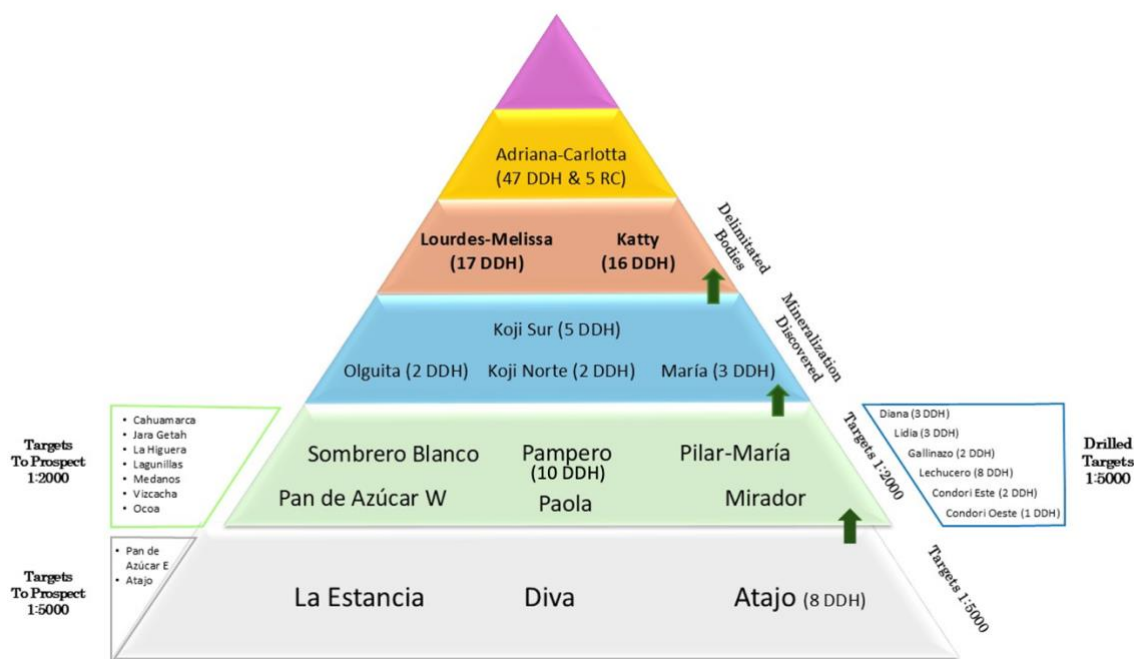 Adriana-Carlotta
(47 DDH & 5 RC)
Lourdes-Melissa
(17 DDH)
Katty
(16 DDH)
Delimitated
Bodies
Koji Sur (5 DDH)
Olguita (2 DDH)
Koji Norte (2 DDH)
María (3 DDH)
Mineralization
Discovered
Targets
To Prospect
1:2000
• Cahuamarca
• Jara Getah
• La Higuera
• Lagunillas
• Medanos
• Vizcacha
• Ocoa
Sombrero Blanco
Pampero
(10 DDH)
Pilar-María
Pan de Azúcar W
Paola
Mirador
Targets 1:2000
Diana (3 DDH)
Lidia (3 DDH)
Gallinazo (2 DDH)
Lechucero (8 DDH)
Condori Este (2 DDH)
Condori Oeste (1 DDH)
Drilled
Targets
1:5000
Targets
To Prospect
1:5000
• Pan de
Azúcar E
• Atajo
La Estancia
Diva
Atajo (8 DDH)
Targets 1:5000